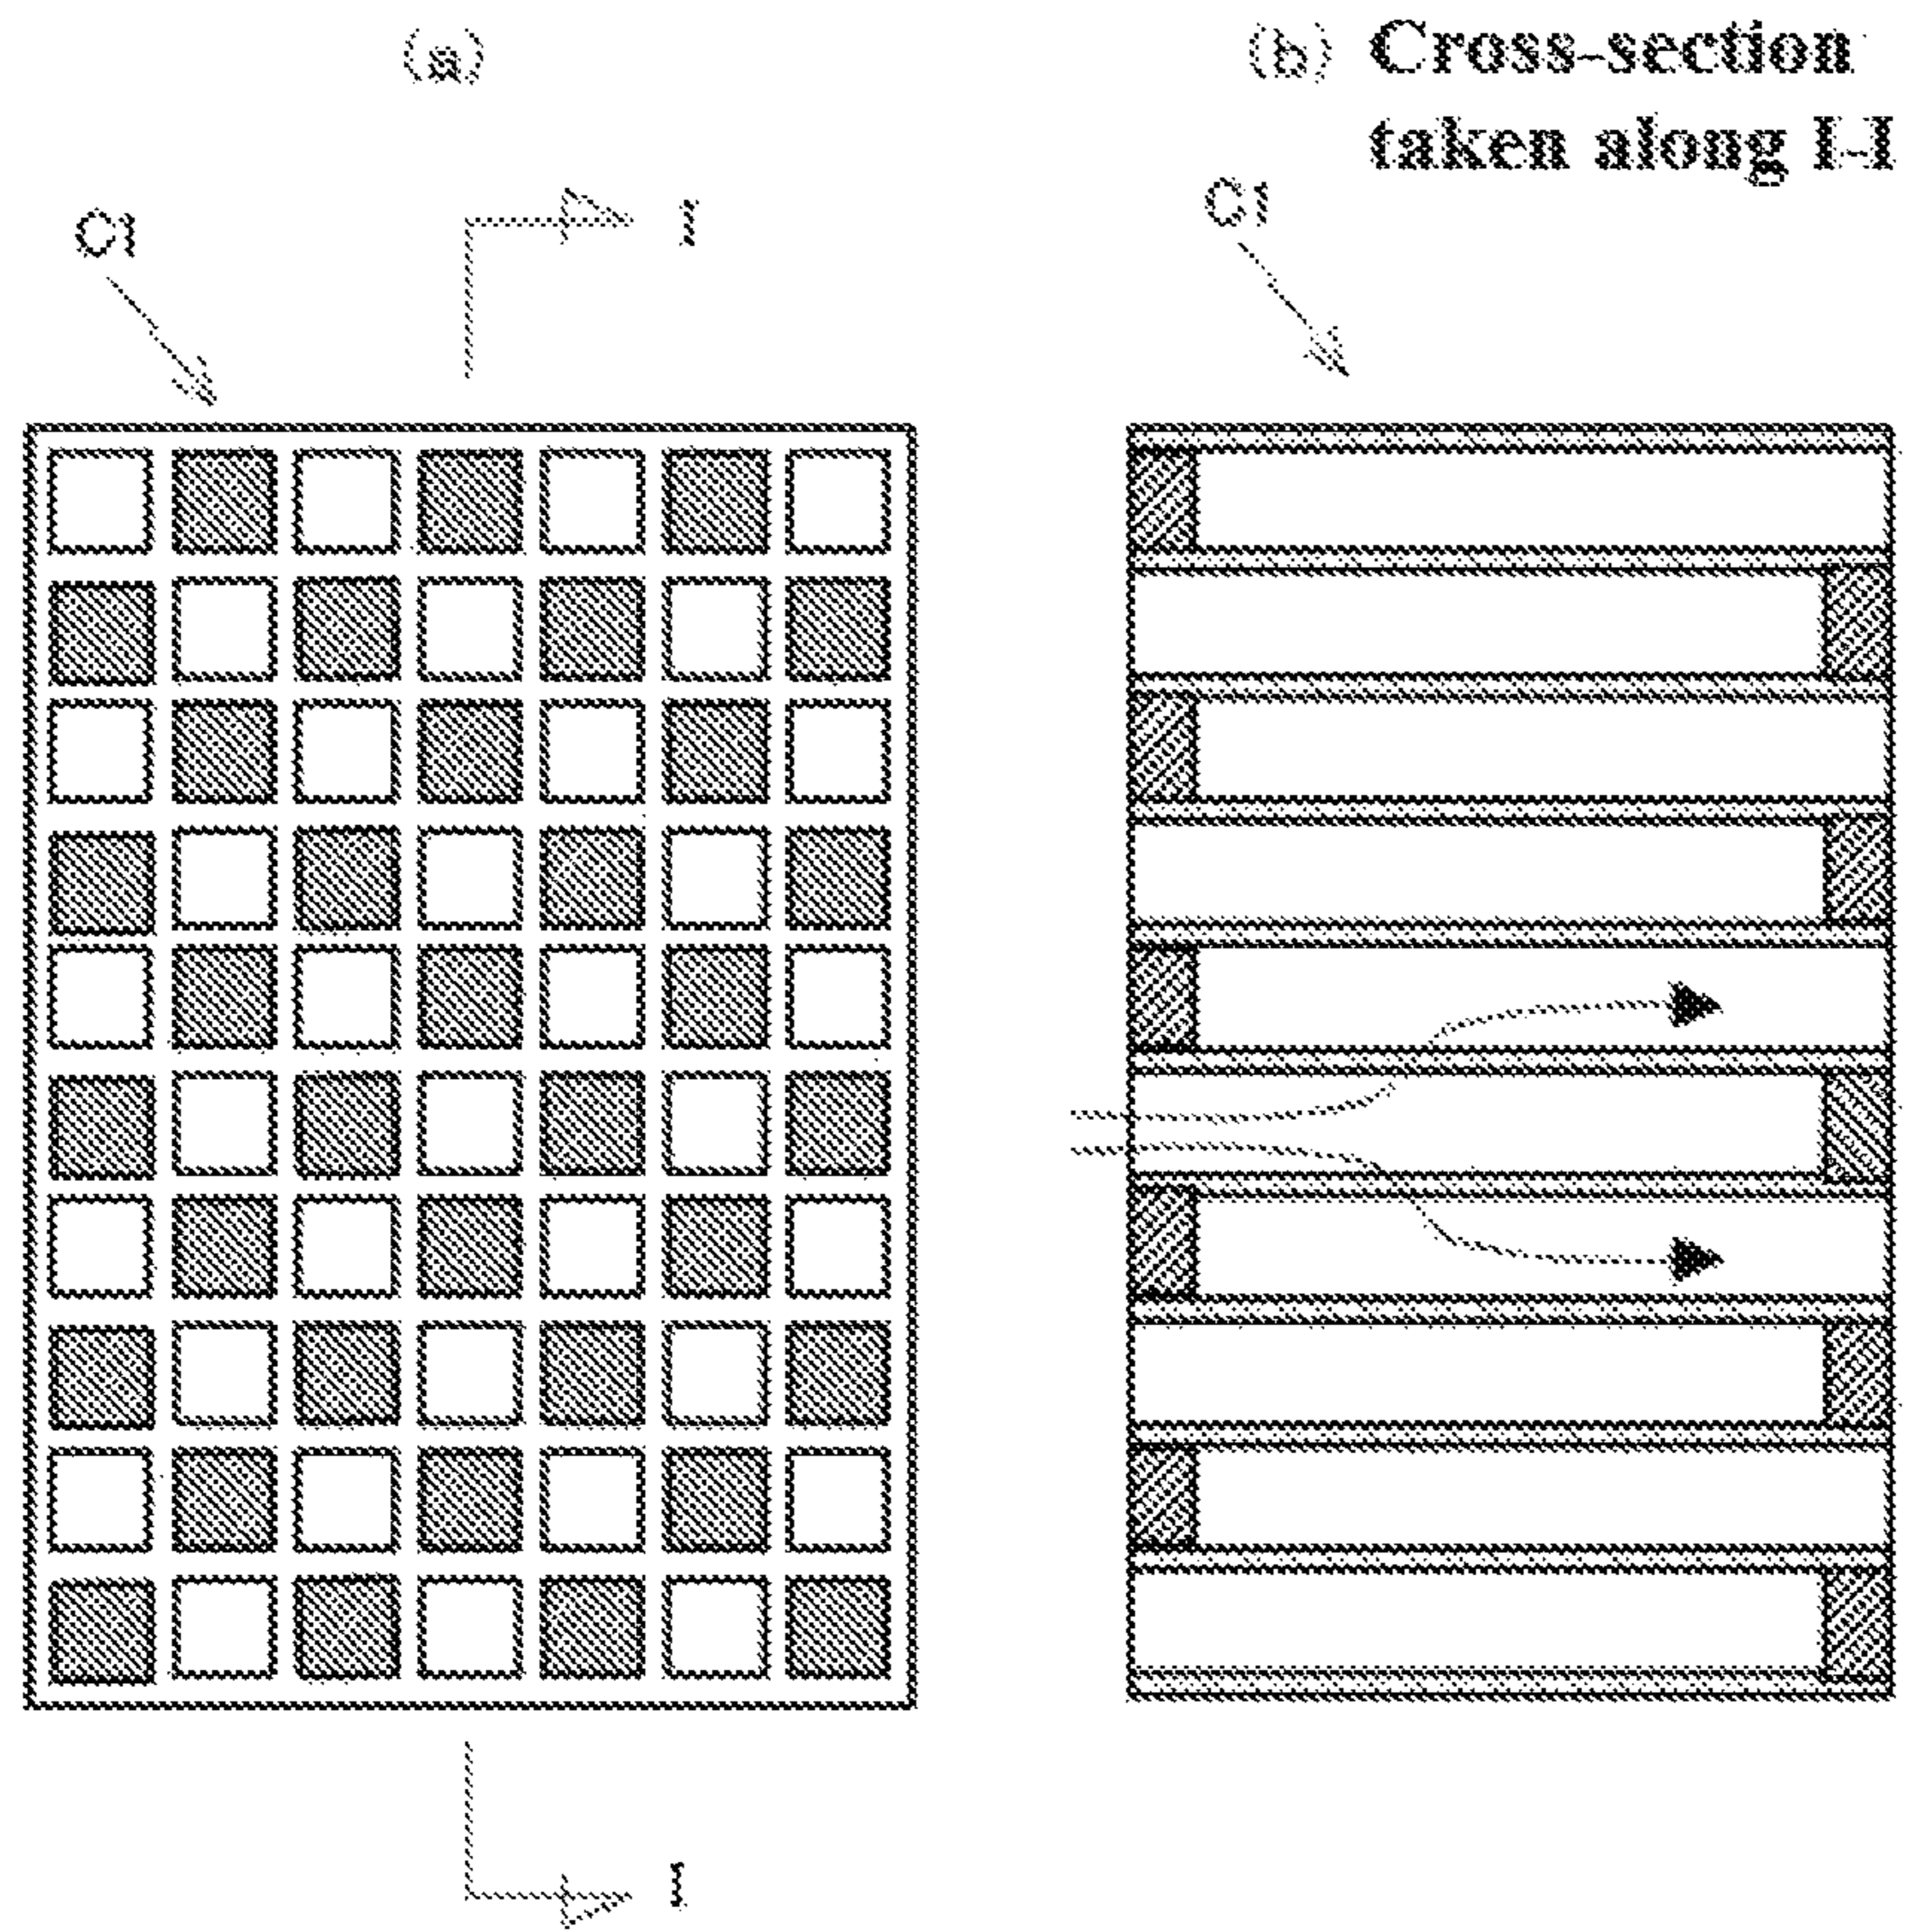 (a)
(b) Cross-section
taken along I-I
C1
I
C1
I